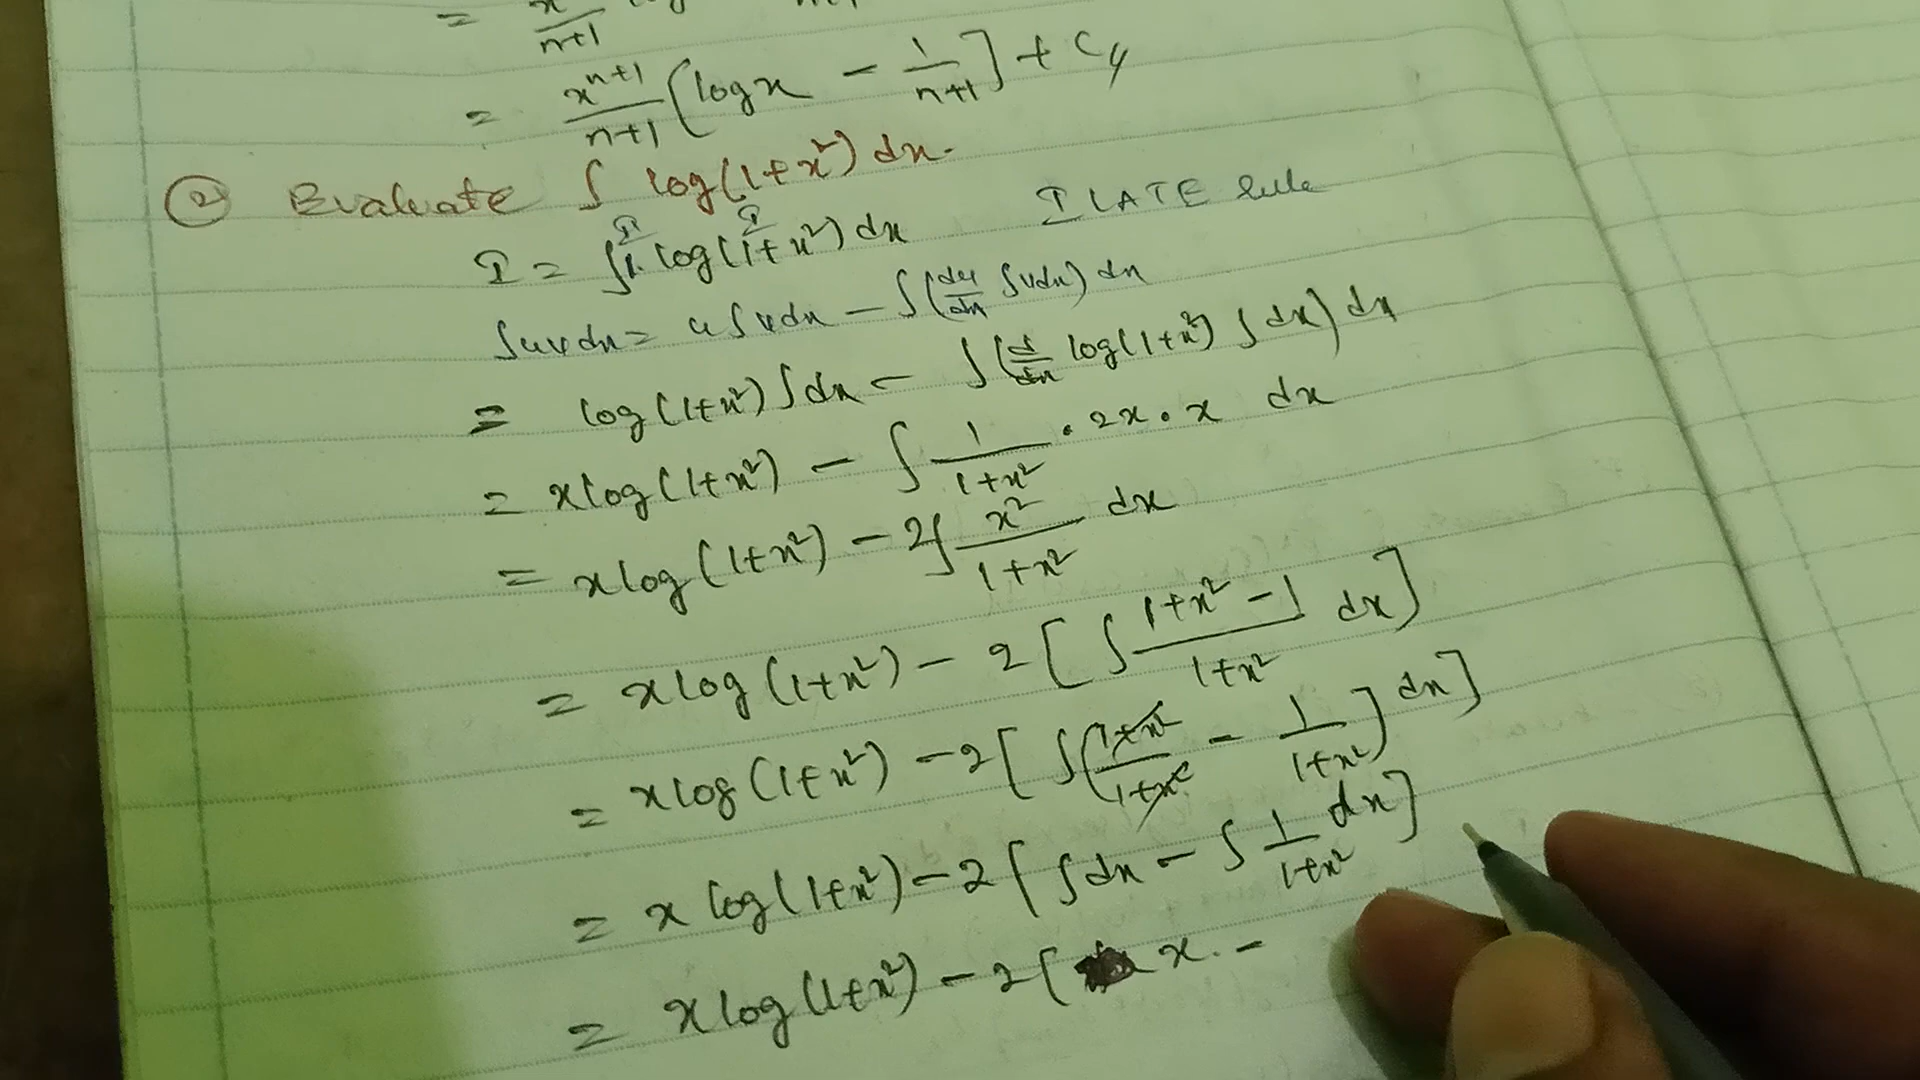 = x/n+1
= x^(n+1)/n+1 [log x - 1/n+1] + C//
② Evaluate ∫ log(1+x²) dx.
I = ∫1. log(1+x²) dx ILATE Rule
∫uv dx = u∫v dx - ∫(du/dx ∫v dx) dx
= log(1+x²) ∫dx - ∫(d/dx log(1+x²) ∫dx) dx
= x log(1+x²) - ∫ 1/1+x² . 2x . x dx
= x log(1+x²) - 2∫ x²/1+x² dx
= x log(1+x²) - 2[∫ 1+x²-1/1+x² dx]
= x log(1+x²) - 2[∫(1+x²/1+x² - 1/1+x²] dx]
= x log(1+x²) - 2[∫dx - ∫ 1/1+x² dx]
= x log(1+x²) - 2[ x. -